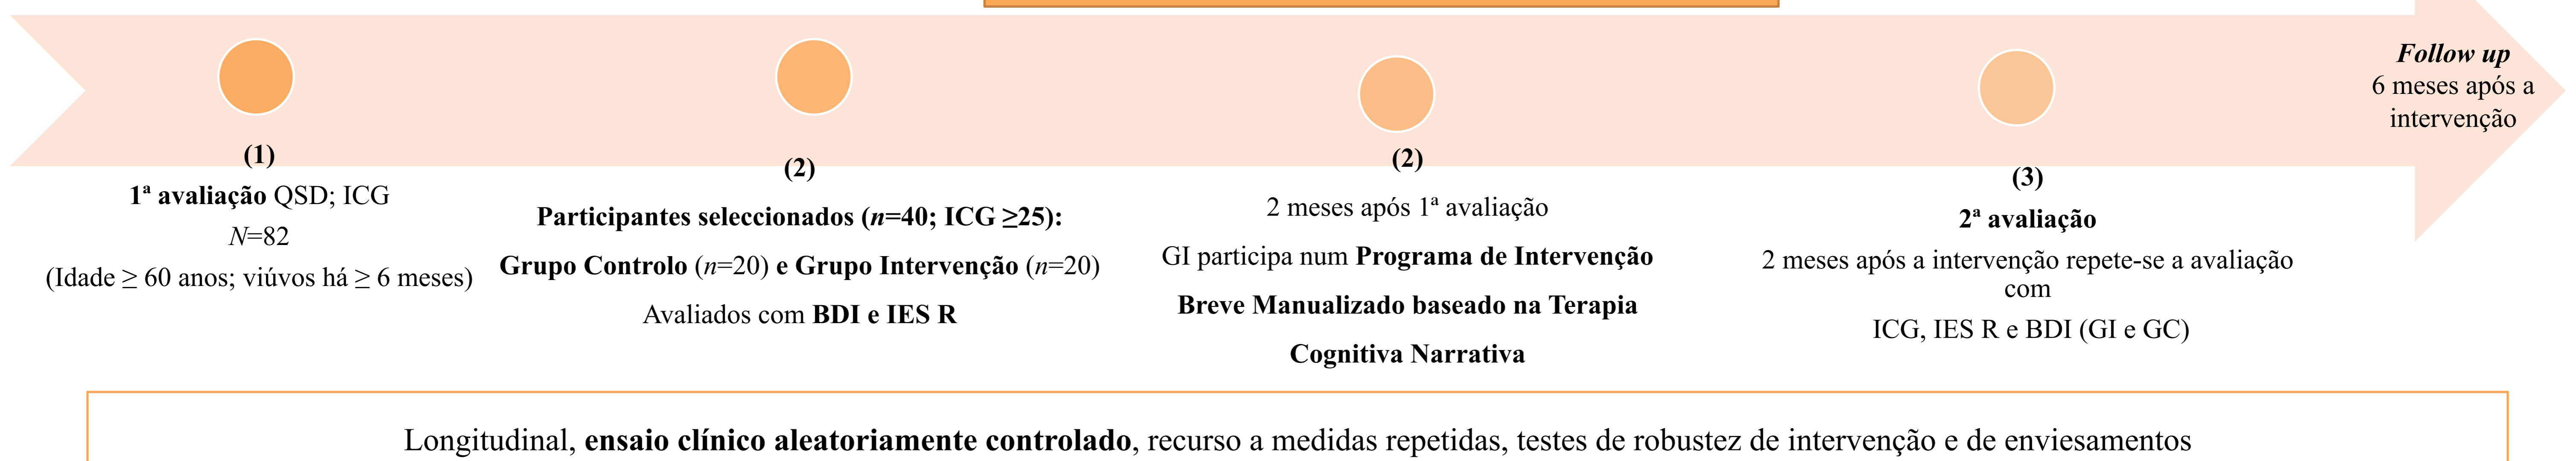 (1)
1ª avaliação QSD; ICG
N=82
(Idade ≥ 60 anos; viúvos há ≥ 6 meses)
(2)
Participantes seleccionados (n=40; ICG ≥25):
Grupo Controlo (n=20) e Grupo Intervenção (n=20)
Avaliados com BDI e IES R
(2)
2 meses após 1ª avaliação
GI participa num Programa de Intervenção
Breve Manualizado baseado na Terapia
Cognitiva Narrativa
(3)
2ª avaliação
2 meses após a intervenção repete-se a avaliação
com
ICG, IES R e BDI (GI e GC)
Follow up
6 meses após a
intervenção
Longitudinal, ensaio clínico aleatoriamente controlado, recurso a medidas repetidas, testes de robustez de intervenção e de enviesamentos